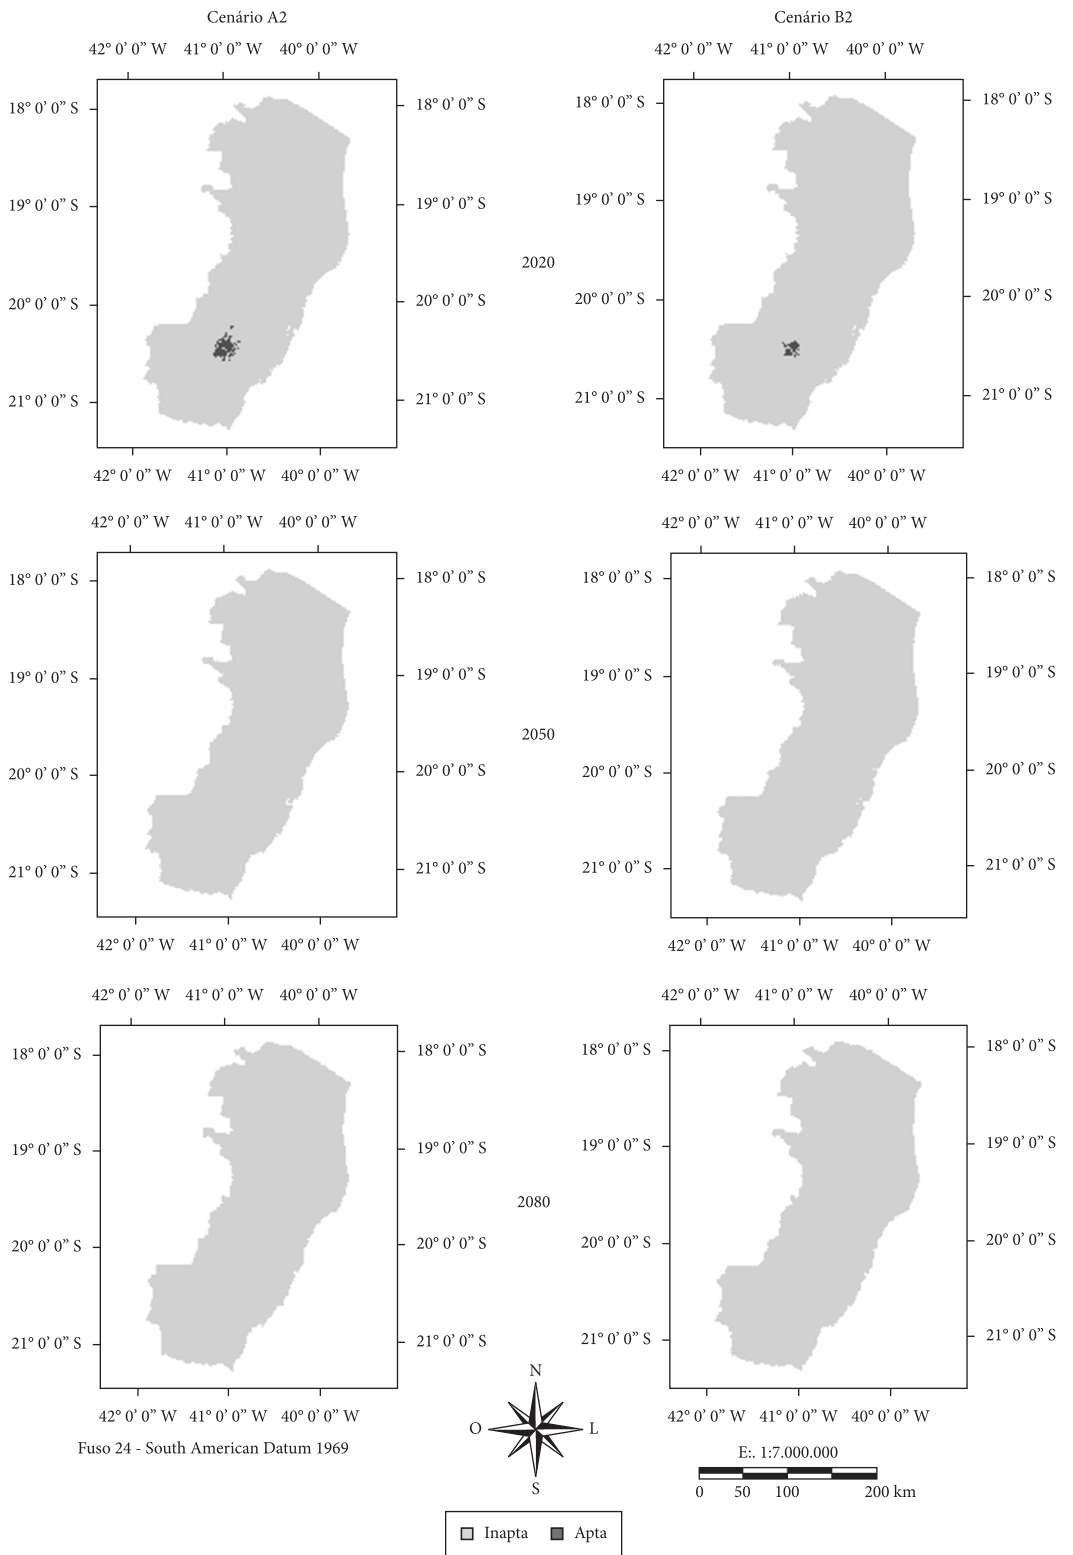 Cenário A2
Cenário B2
42° 0’ 0” W 41° 0’ 0” W 40° 0’ 0” W
42° 0’ 0” W 41° 0’ 0” W 40° 0’ 0” W
18° 0’ 0” S
18° 0’ 0” S
18° 0’ 0” S
18° 0’ 0” S
19° 0’ 0” S
19° 0’ 0” S
19° 0’ 0” S
19° 0’ 0” S
2020
20° 0’ 0” S
20° 0’ 0” S
20° 0’ 0” S
20° 0’ 0” S
21° 0’ 0” S
21° 0’ 0” S
21° 0’ 0” S
21° 0’ 0” S
42° 0’ 0” W 41° 0’ 0” W 40° 0’ 0” W
42° 0’ 0” W 41° 0’ 0” W 40° 0’ 0” W
42° 0’ 0” W 41° 0’ 0” W 40° 0’ 0” W
42° 0’ 0” W 41° 0’ 0” W 40° 0’ 0” W
18° 0’ 0” S
18° 0’ 0” S
18° 0’ 0” S
18° 0’ 0” S
19° 0’ 0” S
19° 0’ 0” S
19° 0’ 0” S
19° 0’ 0” S
2050
20° 0’ 0” S
20° 0’ 0” S
20° 0’ 0” S
20° 0’ 0” S
21° 0’ 0” S
21° 0’ 0” S
21° 0’ 0” S
21° 0’ 0” S
42° 0’ 0” W 41° 0’ 0” W 40° 0’ 0” W
42° 0’ 0” W 41° 0’ 0” W 40° 0’ 0” W
42° 0’ 0” W 41° 0’ 0” W 40° 0’ 0” W
42° 0’ 0” W 41° 0’ 0” W 40° 0’ 0” W
18° 0’ 0” S
18° 0’ 0” S
18° 0’ 0” S
18° 0’ 0” S
19° 0’ 0” S
19° 0’ 0” S
19° 0’ 0” S
19° 0’ 0” S
2080
20° 0’ 0” S
20° 0’ 0” S
20° 0’ 0” S
20° 0’ 0” S
21° 0’ 0” S
21° 0’ 0” S
21° 0’ 0” S
21° 0’ 0” S
42° 0’ 0” W 41° 0’ 0” W 40° 0’ 0” W
42° 0’ 0” W 41° 0’ 0” W 40° 0’ 0” W
N
O
L
S
Fuso 24 - South American Datum 1969
E:. 1:7.000.000
0 50 100 200 km
Inapta Apta